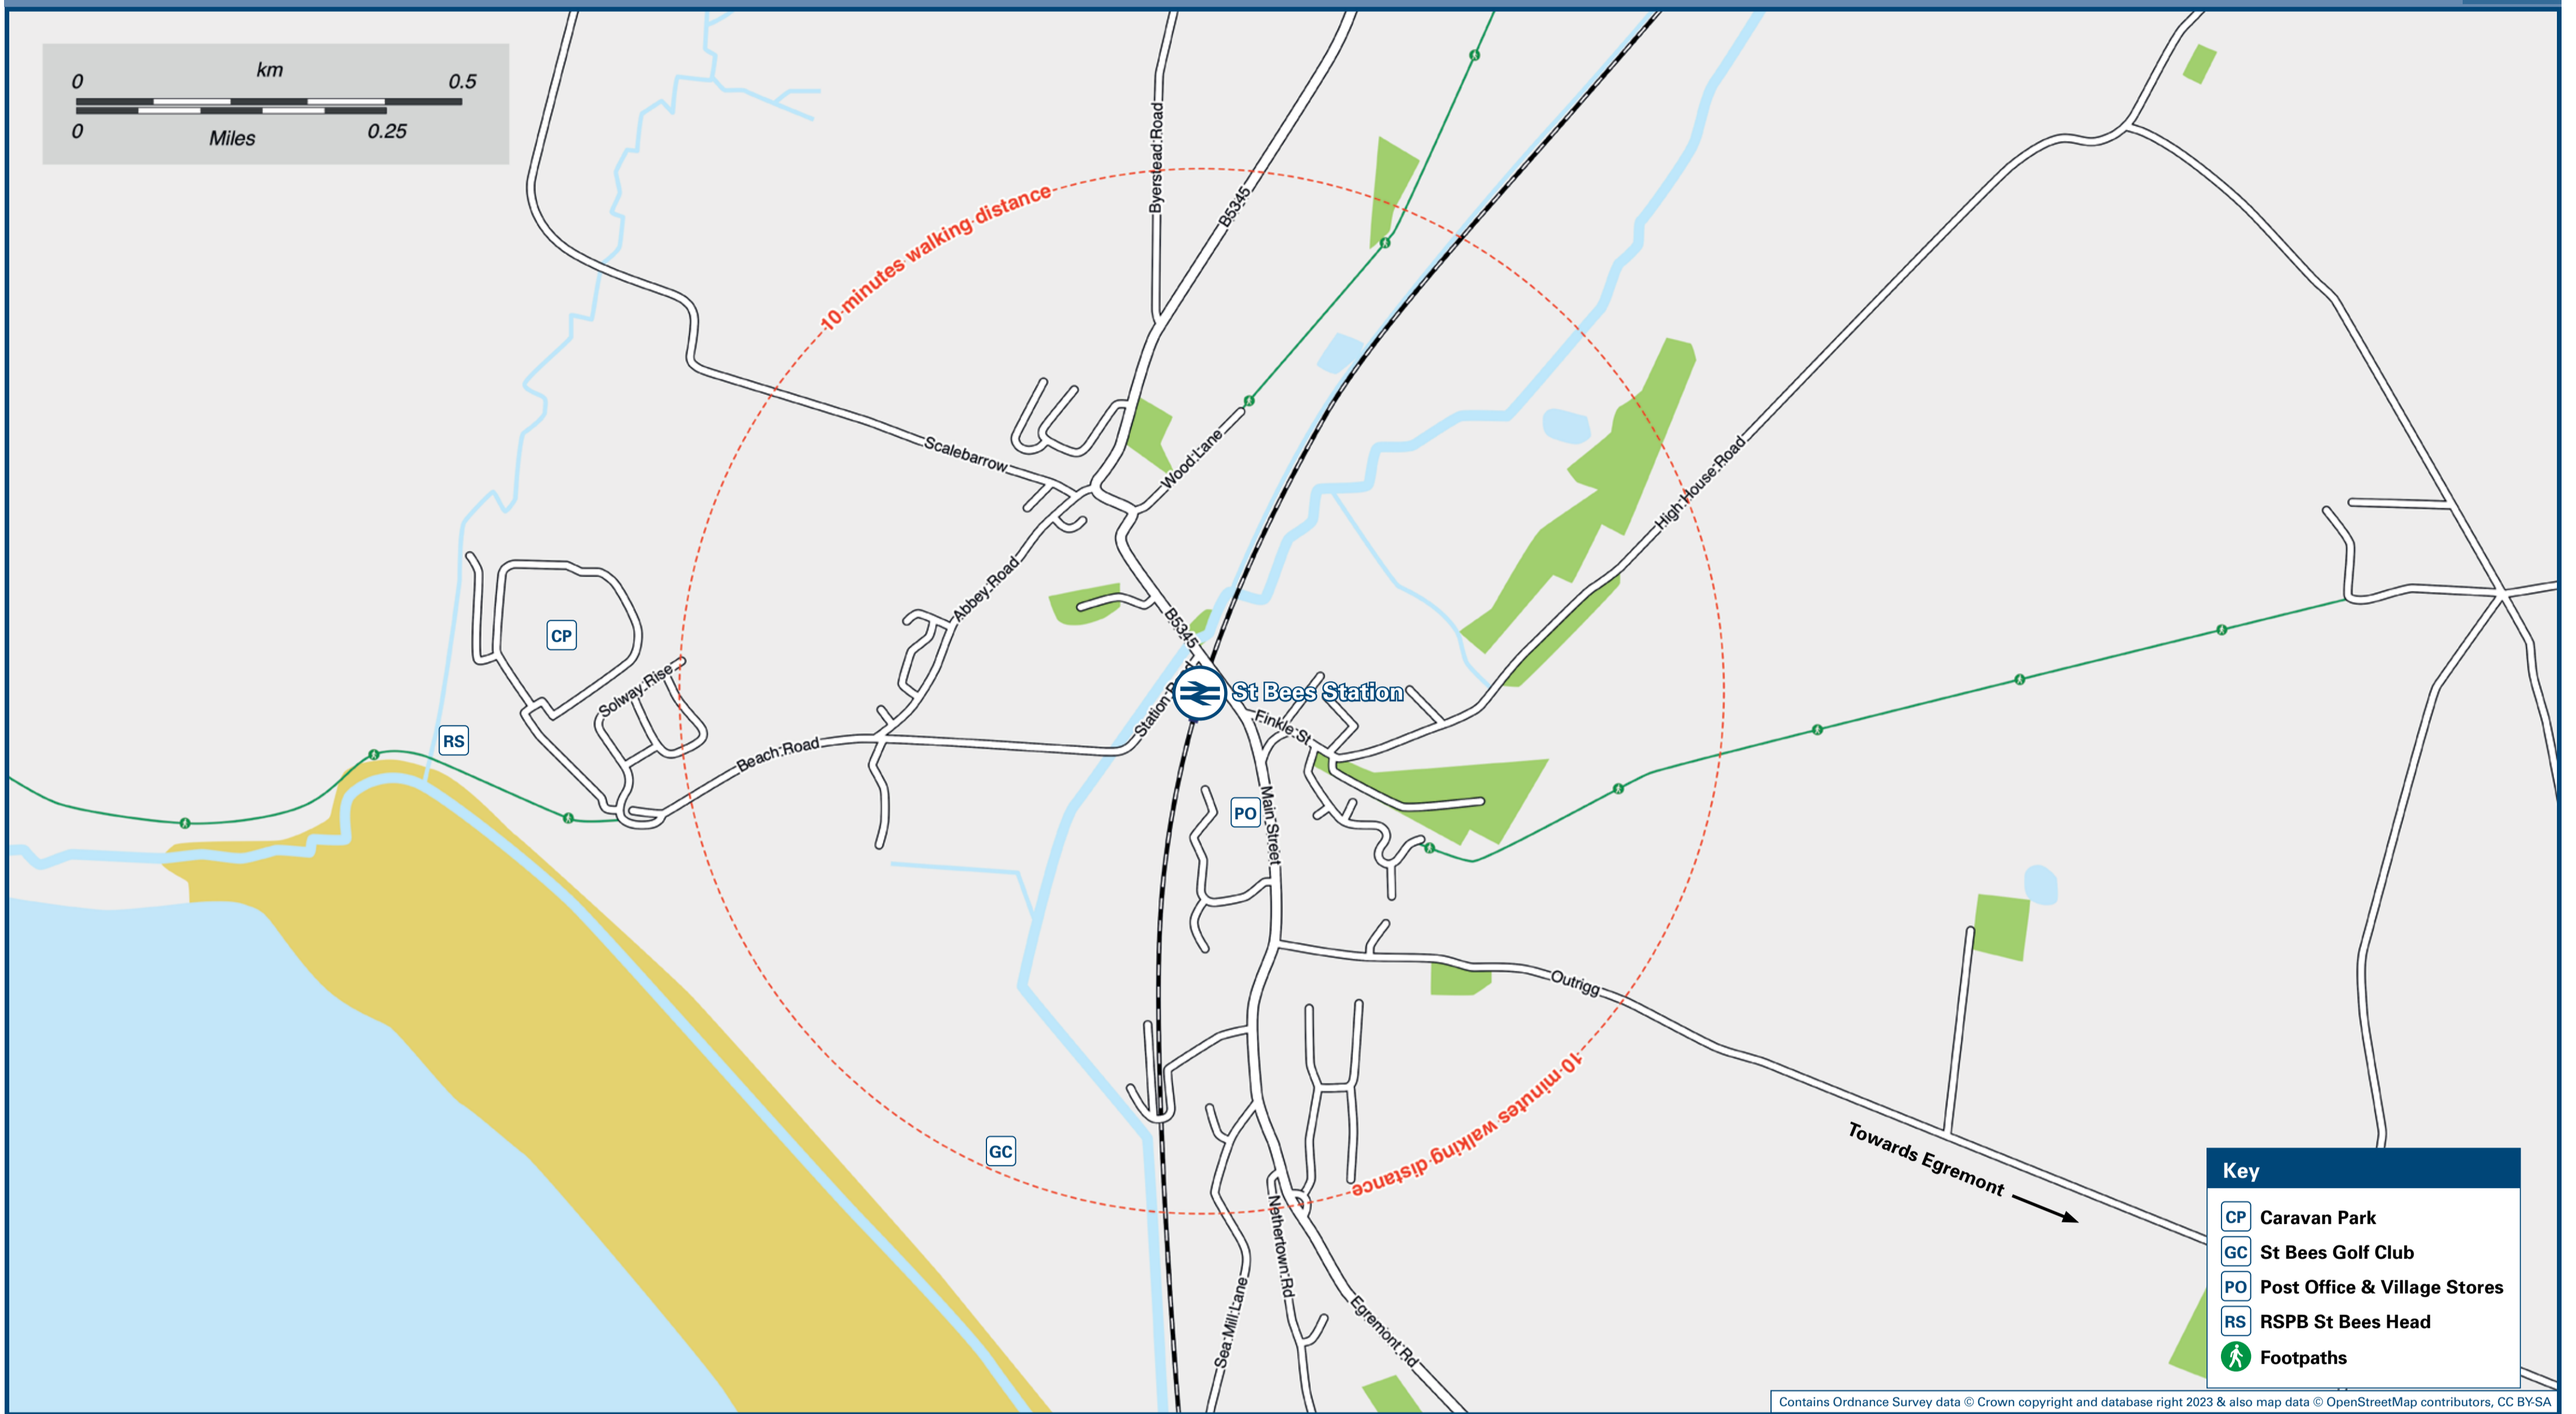 km
0 0.5
0 0.25
Miles
Byerstead Road
B5345
10 minutes walking distance
Scalebarrow
Wood Lane
High House Road
Abbey Road
B5345
CP
Solway Rise
St Bees Station
Station
Finkle St
RS
Beach Road
PO
Main Street
Outrigg
10 minutes walking distance
GC
Towards Egremont
Nethertown Rd
Sea Mill Lane
Egremont Rd
Key
CP Caravan Park
GC St Bees Golf Club
PO Post Office & Village Stores
RS RSPB St Bees Head
Footpaths
Contains Ordnance Survey data © Crown copyright and database right 2023 & also map data © OpenStreetMap contributors, CC BY-SA